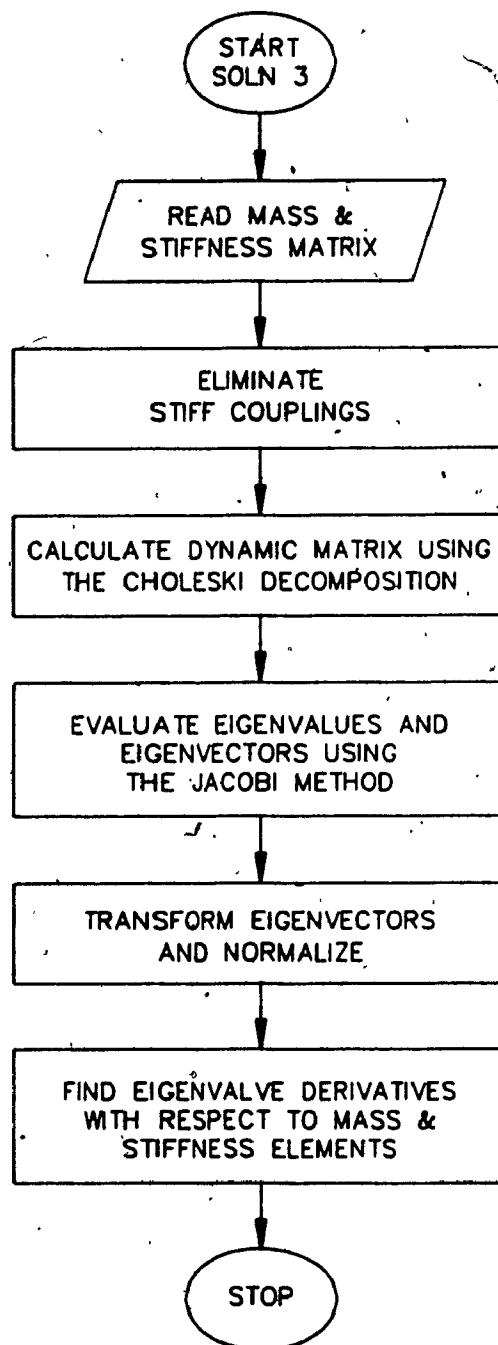 START
SOLN 3
READ MASS &
STIFFNESS MATRIX
ELIMINATE
STIFF COUPLINGS
CALCULATE DYNAMIC MATRIX USING
THE CHOLESKI DECOMPOSITION
EVALUATE EIGENVALUES AND
EIGENVECTORS USING
THE JACOBI METHOD
TRANSFORM EIGENVECTORS
AND NORMALIZE
FIND EIGENVALVE DERIVATIVES
WITH RESPECT TO MASS &
STIFFNESS ELEMENTS
STOP